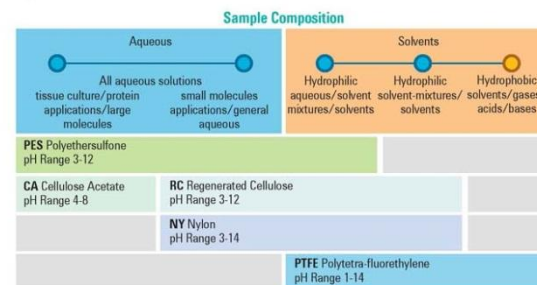 Sample Composition
Aqueous
Solvents
All aqueous solutions
tissue culture/protein
applications/large
molecules
small molecules
applications/general
aqueous
Hydrophilic
aqueous/solvent
mixtures/solvents
Hydrophilic
solvent-mixtures/
solvents
Hydrophobic
solvents/gases
acids/bases
PES Polyethersulfone
pH Range 3-12
CA Cellulose Acetate
pH Range 4-8
RC Regenerated Cellulose
pH Range 3-12
NY Nylon
pH Range 3-14
PTFE Polytetra-fluorethylene
pH Range 1-14